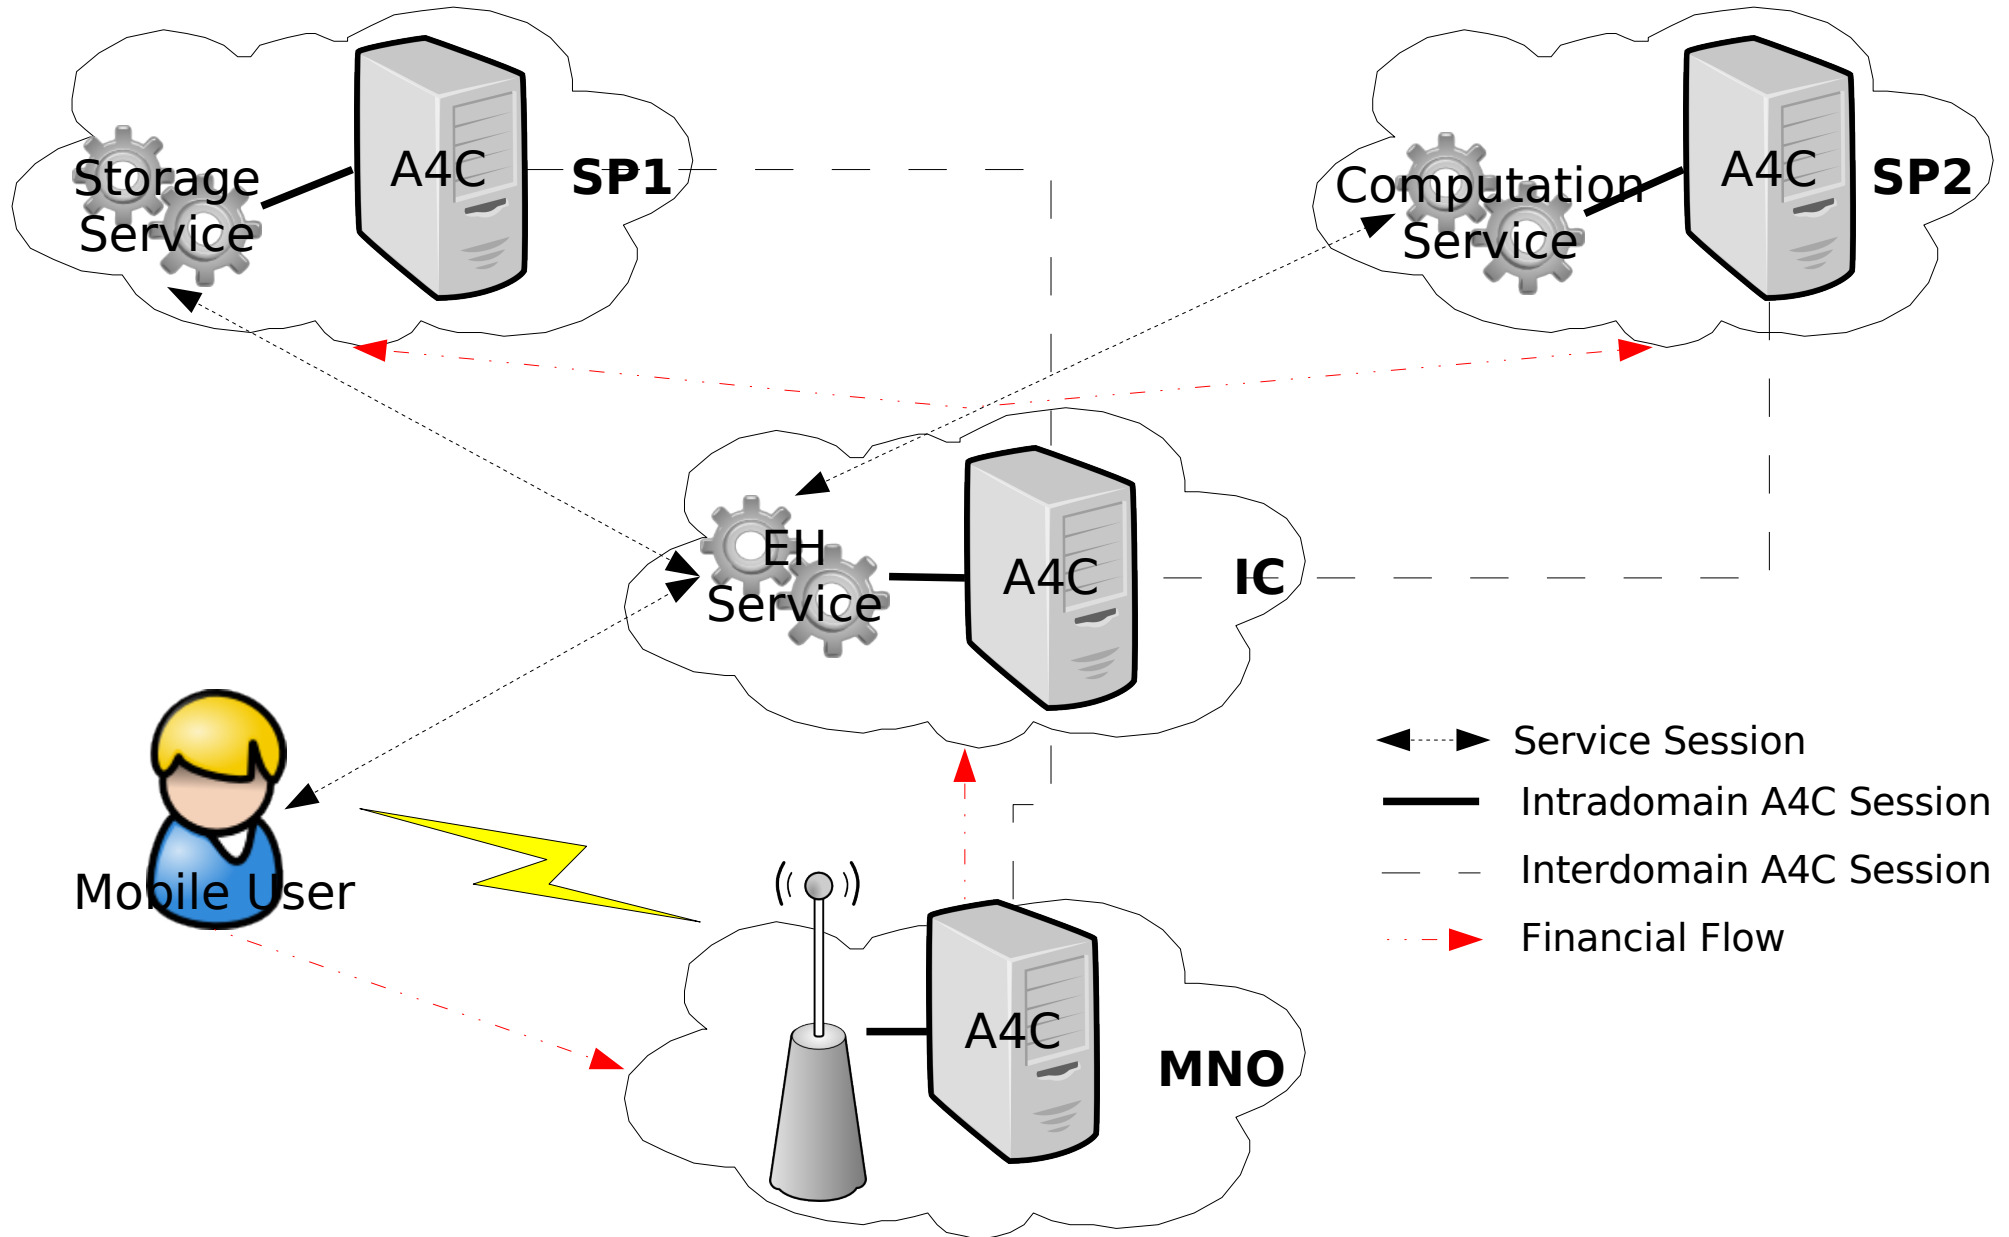 Storage
Service
A4C
SP1
Computation
Service
A4C
SP2
EH
Service
A4C
IC
Mobile User
A4C
MNO
Service Session
Intradomain A4C Session
Interdomain A4C Session
Financial Flow